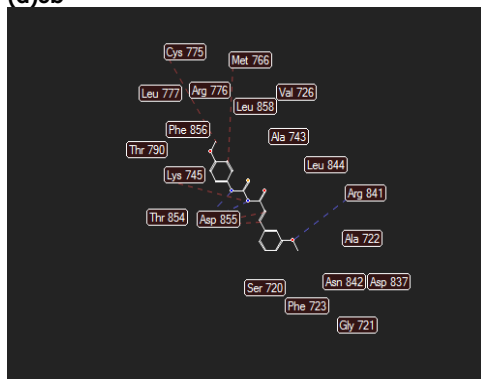 Cys 775
Met 766
Leu 777
Arg 776
Val 726
Leu 858
Phe 856
Ala 743
Thr 790
Leu 844
Lys 745
Arg 841
Thr 854
Asp 855
Ala 722
Ser 720
Asn 842
Asp 837
Phe 723
Gly 721